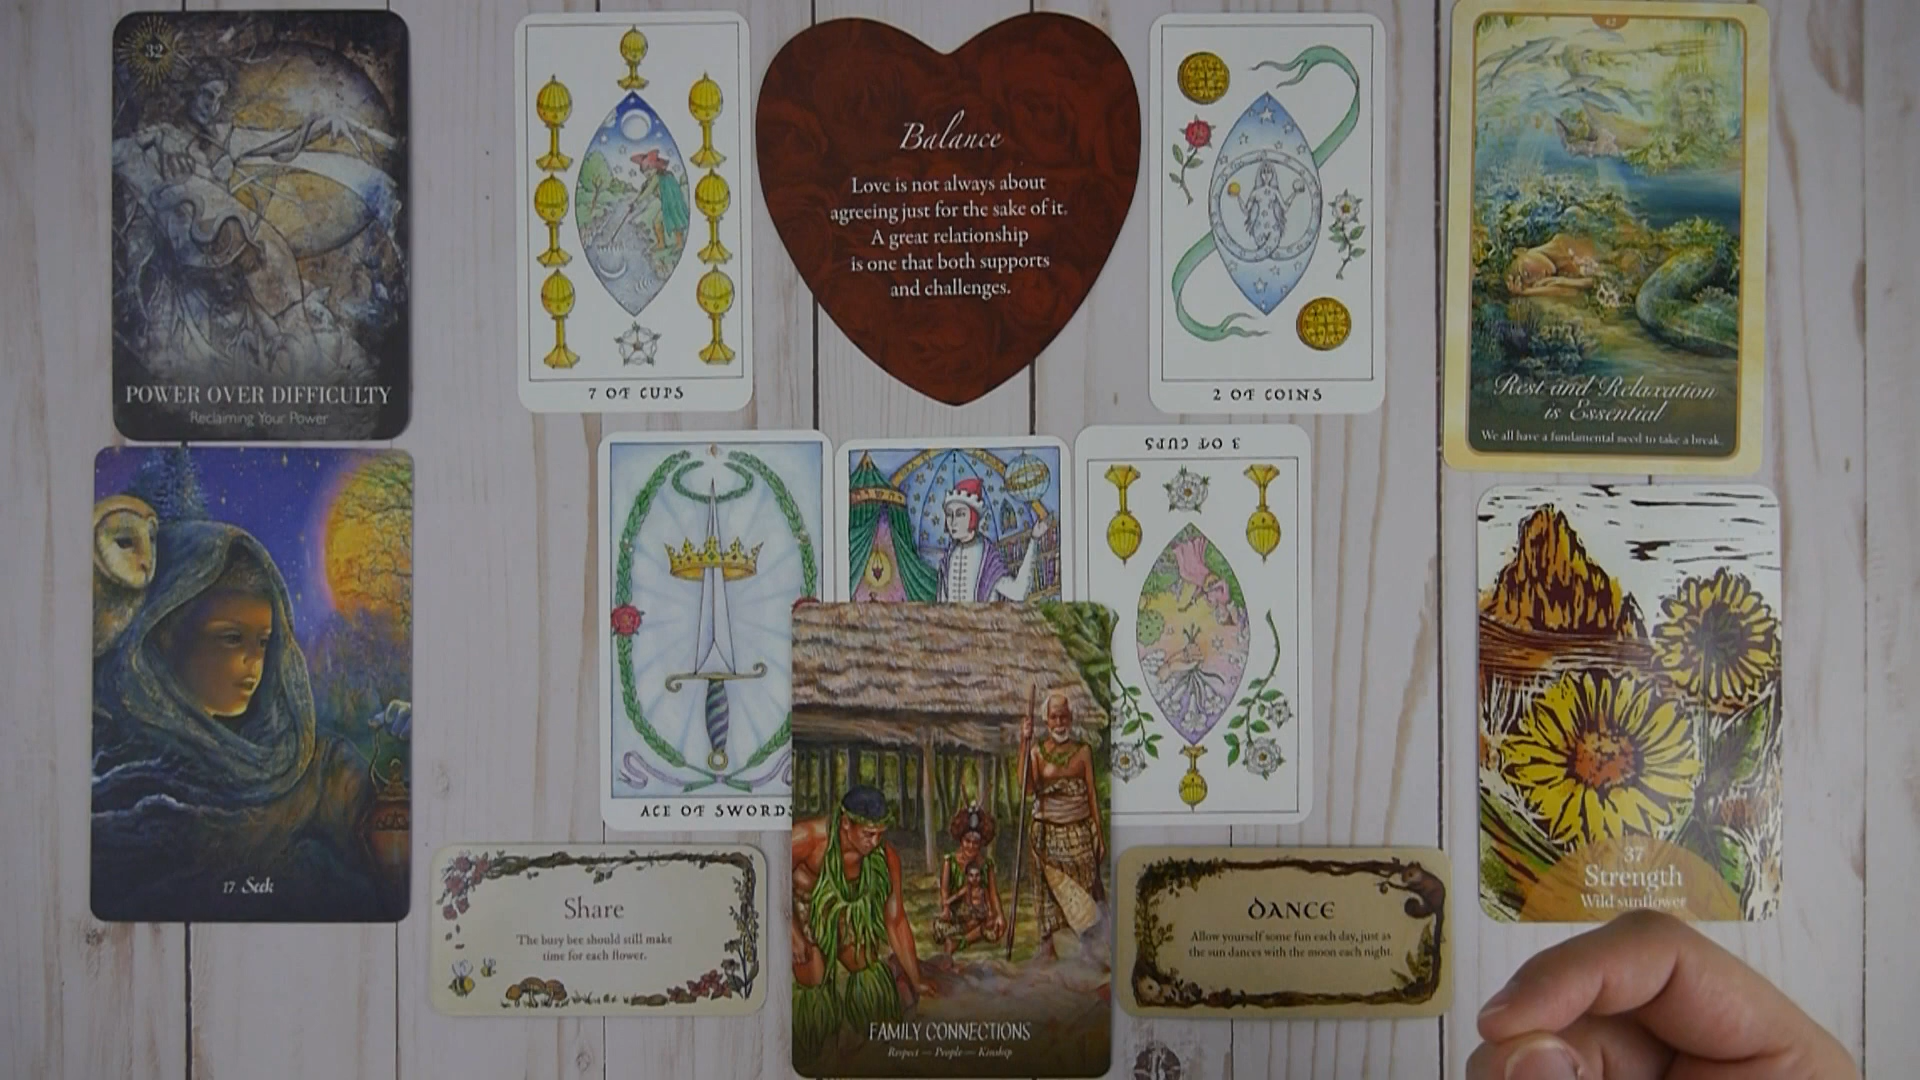 32
POWER OVER DIFFICULTY
Reclaiming Your Power
7 OF CUPS
Balance
Love is not always about
agreeing just for the sake of it.
A great relationship
is one that both supports
and challenges.
2 OF COINS
42
Rest and Relaxation
is Essential
We all have a fundamental need to take a break.
17. Seek
ACE OF SWORDS
3 OF CUPS
37
Strength
Wild sunflower
Share
The busy bee should still make
time for each flower.
FAMILY CONNECTIONS
Respect — People — Kinship
DANCE
Allow yourself some fun each day, just as
the sun dances with the moon each night.